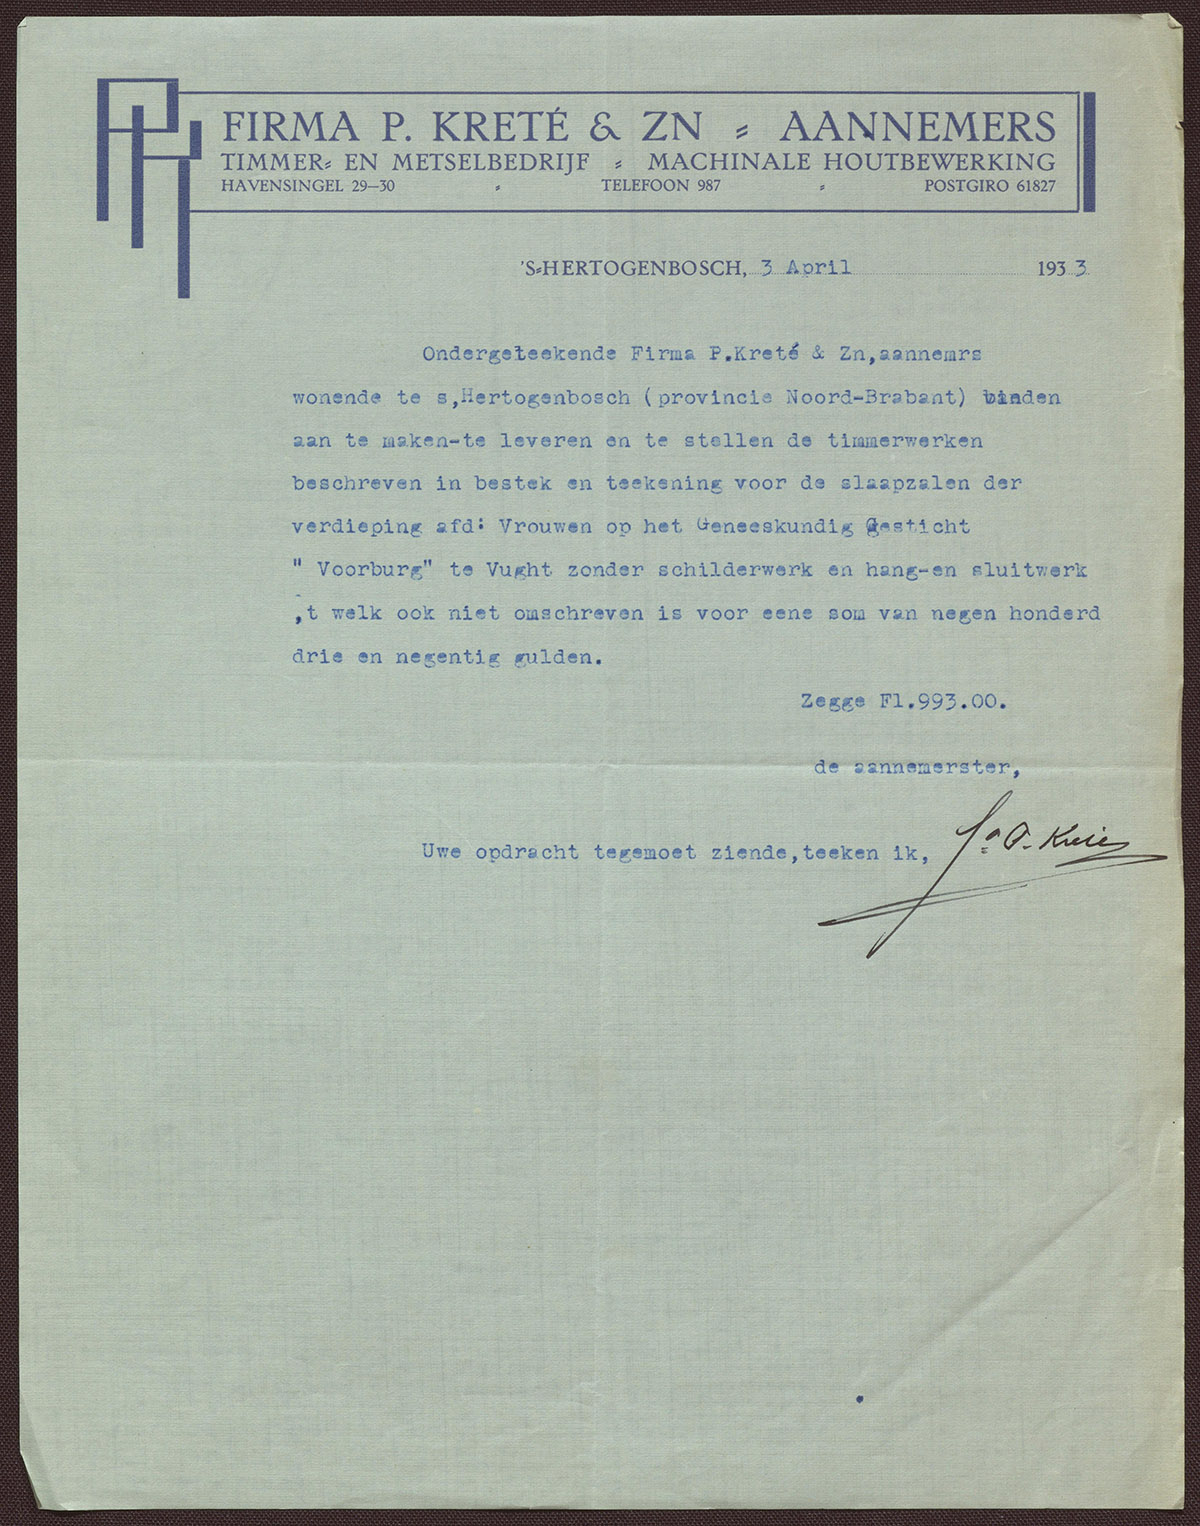 FIRMA P. KRETÉ & ZN = AANNEMERS
TIMMER= EN METSELBEDRIJF = MACHINALE HOUTBEWERKING
HAVENSINGEL 29—30 = TELEFOON 987 = POSTGIRO 61827
'S=HERTOGENBOSCH, 3 April 1933
Ondergeteekende Firma P.Kreté & Zn,aannemrs
wonende te s,Hertogenbosch (provincie Noord-Brabant) binden
aan te maken-te leveren en te stellen de timmerwerken
beschreven in bestek en teekening voor de slaapzalen der
verdieping afd: Vrouwen op het Geneeskundig Gesticht
" Voorburg" te Vught zonder schilderwerk en hang-en sluitwerk
,t welk ook niet omschreven is voor eene som van negen honderd
drie en negentig gulden.
Zegge Fl.993.00.
de aannemerster,
Uwe opdracht tegemoet ziende,teeken ik,
Fa P. Kreté